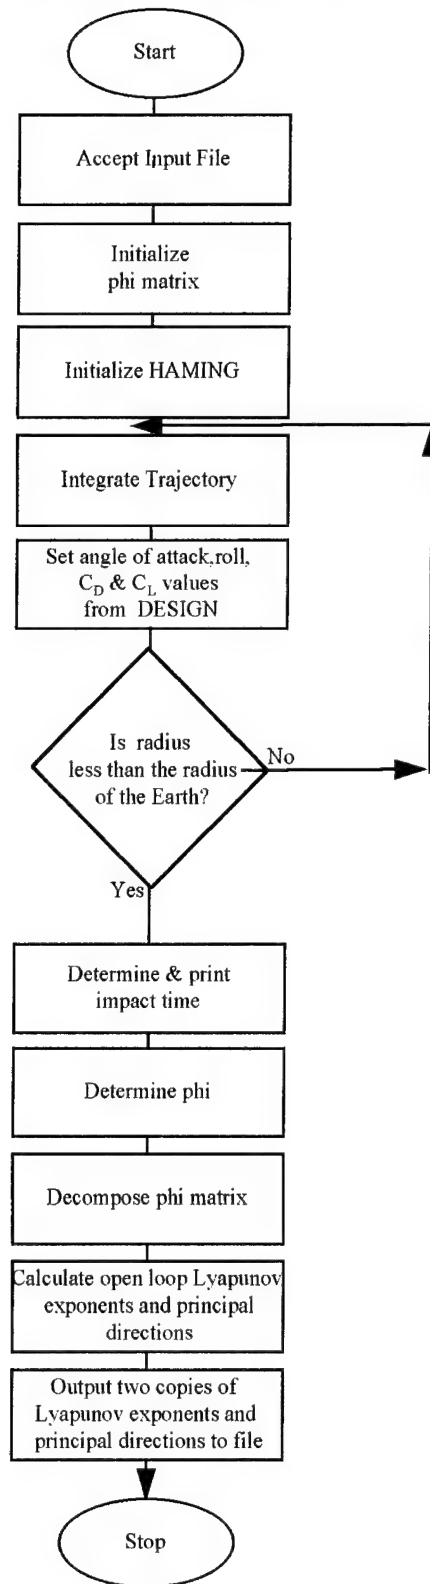 Start
Accept Input File
Initialize
phi matrix
Initialize HAMING
Integrate Trajectory
Set angle of attack,roll,
C_D & C_L values
from DESIGN
Is radius
less than the radius
of the Earth?
No
Yes
Determine & print
impact time
Determine phi
Decompose phi matrix
Calculate open loop Lyapunov
exponents and principal
directions
Output two copies of
Lyapunov exponents and
principal directions to file
Stop